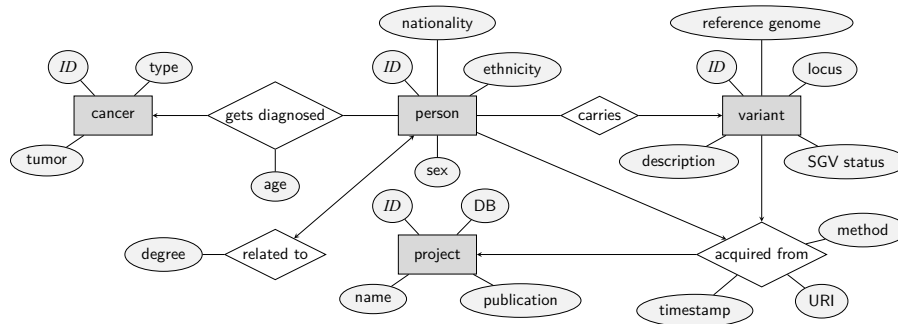 nationality
reference genome
ID
type
ID
ethnicity
ID
locus
cancer
gets diagnosed
person
carries
variant
tumor
description
SGV status
sex
age
ID
DB
method
degree
related to
project
acquired from
name
publication
timestamp
URI